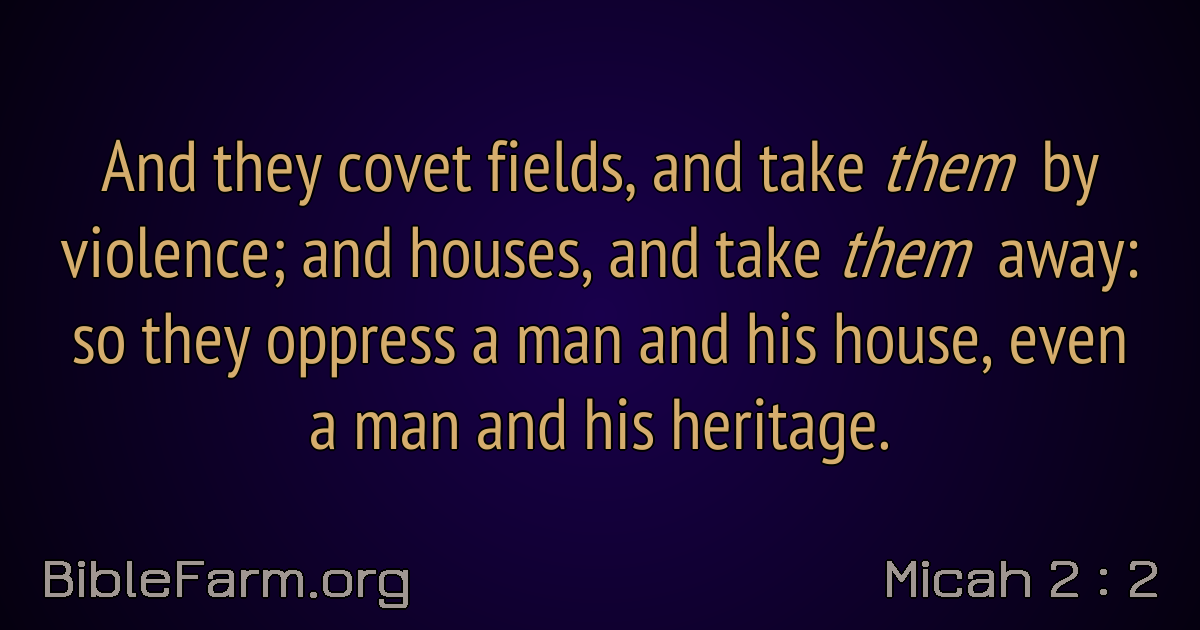 And they covet fields, and take them by
violence; and houses, and take them away:
so they oppress a man and his house, even
a man and his heritage.
BibleFarm.org
Micah 2 : 2